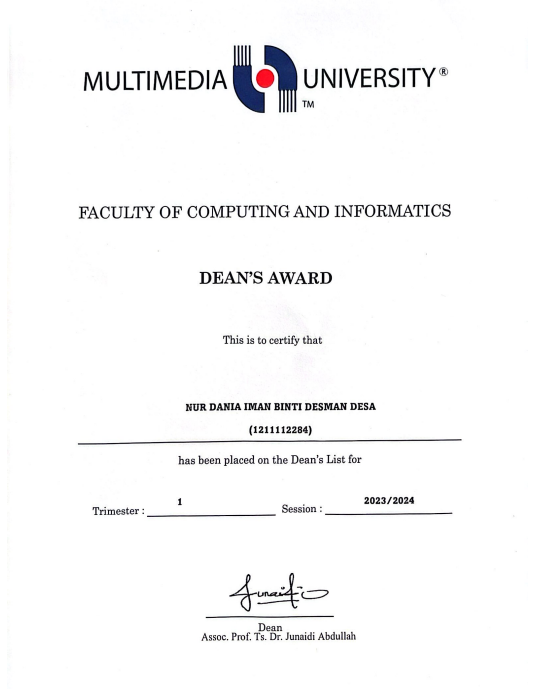 MULTIMEDIA UNIVERSITY®
TM
FACULTY OF COMPUTING AND INFORMATICS
DEAN'S AWARD
This is to certify that
NUR DANIA IMAN BINTI DESMAN DESA
(1211112284)
has been placed on the Dean's List for
Trimester : 1 Session : 2023/2024
Junaidi
Dean
Assoc. Prof. Ts. Dr. Junaidi Abdullah